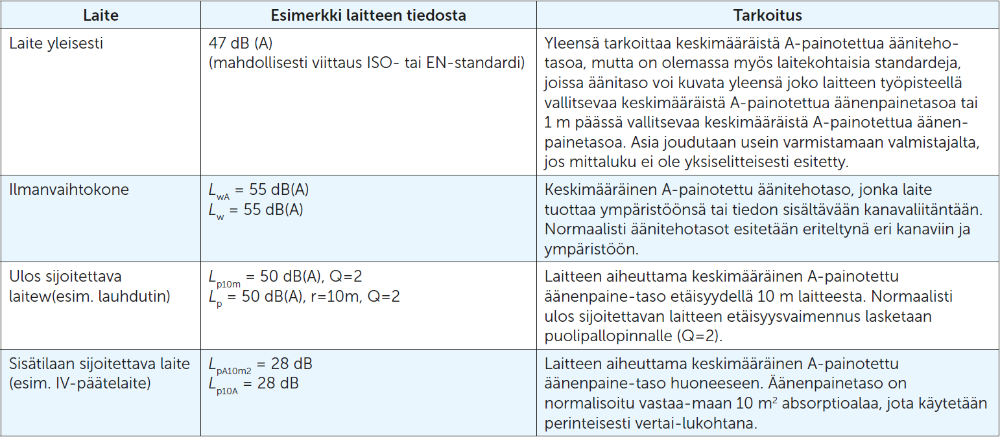 Laite
Esimerkki laitteen tiedosta
Tarkoitus
Laite yleisesti
47 dB (A)
(mahdollisesti viittaus ISO- tai EN-standardi)
Yleensä tarkoittaa keskimääräistä A-painotettua ääniteho-
tasoa, mutta on olemassa myös laitekohtaisia standardeja,
joissa äänitaso voi kuvata yleensä joko laitteen työpisteellä
vallitsevaa keskimääräistä A-painotettua äänenpainetasoa tai
1 m päässä vallitsevaa keskimääräistä A-painotettua äänen-
painetasoa. Asia joudutaan usein varmistamaan valmistajalta,
jos mittaluku ei ole yksiselitteisesti esitetty.
Ilmanvaihtokone
LwA = 55 dB(A)
Lw = 55 dB(A)
Keskimääräinen A-painotettu äänitehotaso, jonka laite
tuottaa ympäristöönsä tai tiedon sisältävään kanavaliitäntään.
Normaalisti äänitehotasot esitetään eriteltynä eri kanaviin ja
ympäristöön.
Ulos sijoitettava
laitew(esim. lauhdutin)
Lp10m = 50 dB(A), Q=2
Lp = 50 dB(A), r=10m, Q=2
Laitteen aiheuttama keskimääräinen A-painotettu
äänenpaine-taso etäisyydellä 10 m laitteesta. Normaalisti
ulos sijoitettavan laitteen etäisyysvaimennus lasketaan
puolipallopinnalle (Q=2).
Sisätilaan sijoitettava laite
(esim. IV-päätelaite)
LpA10m2 = 28 dB
Lp10A = 28 dB
Laitteen aiheuttama keskimääräinen A-painotettu
äänenpaine-taso huoneeseen. Äänenpainetaso on
normalisoitu vastaa-maan 10 m² absorptioalaa, jota käytetään
perinteisesti vertai-lukohtana.